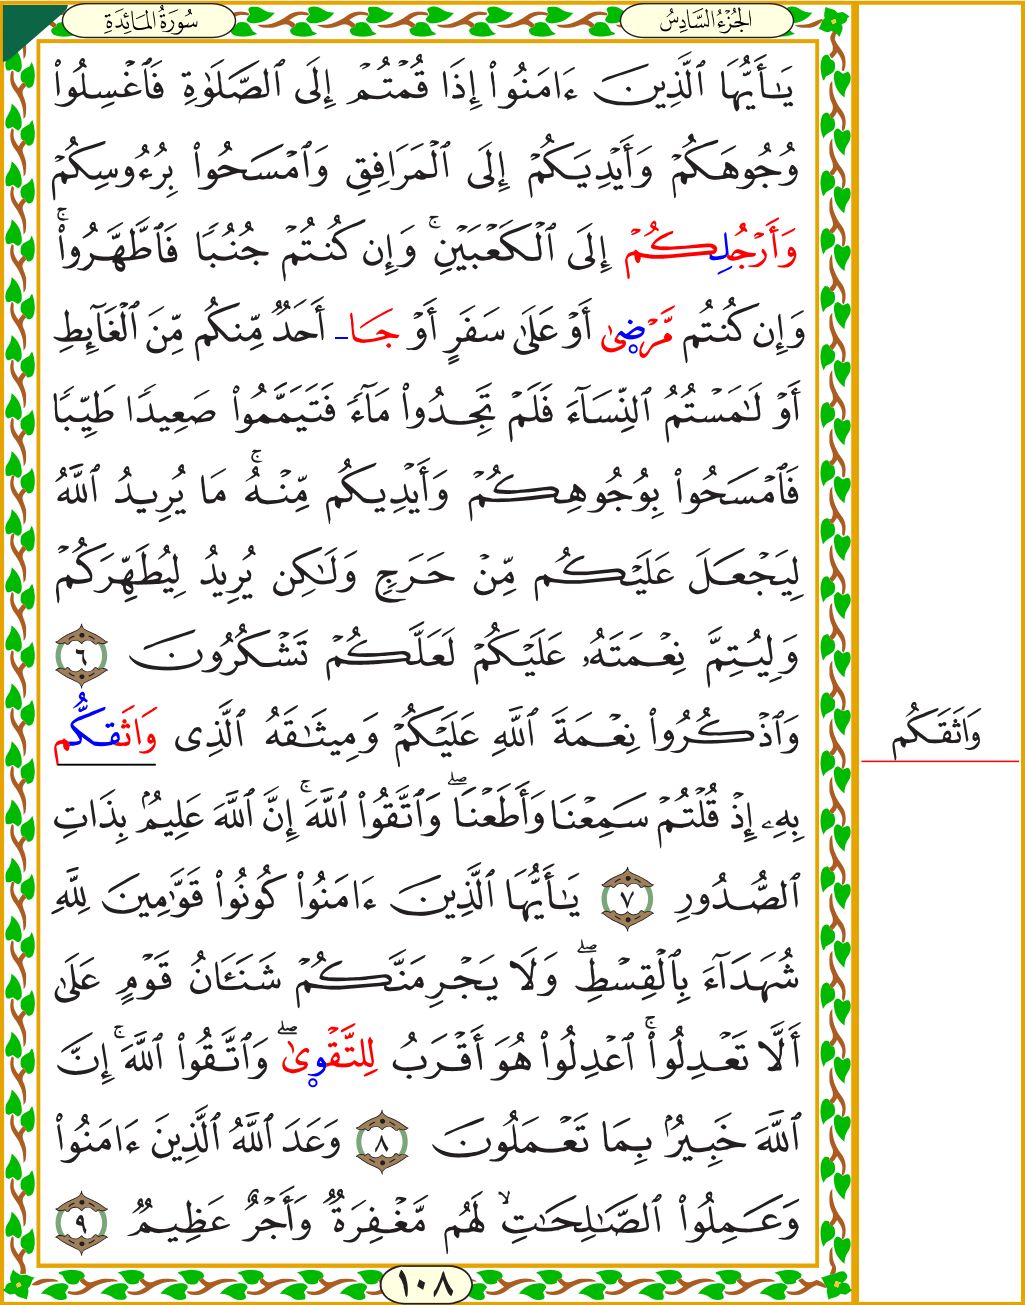 الجُزْءُ السَّادِسُ
سُورَةُ المَائِدَةِ
يَـٰٓأَيُّهَا ٱلَّذِينَ ءَامَنُوٓا۟ إِذَا قُمْتُمْ إِلَى ٱلصَّلَوٰةِ فَٱغْسِلُوا۟
وُجُوهَكُمْ وَأَيْدِيَكُمْ إِلَى ٱلْمَرَافِقِ وَٱمْسَحُوا۟ بِرُءُوسِكُمْ
وَأَرْجُلِكُمْ إِلَى ٱلْكَعْبَيْنِ ۚ وَإِن كُنتُمْ جُنُبًا فَٱطَّهَّرُوا۟ ۚ
وَإِن كُنتُم مَّرْضِىٰٓ أَوْ عَلَىٰ سَفَرٍ أَوْ جَا_ أَحَدٌ مِّنكُم مِّنَ ٱلْغَآئِطِ
أَوْ لَـٰمَسْتُمُ ٱلنِّسَآءَ فَلَمْ تَجِدُوا۟ مَآءً فَتَيَمَّمُوا۟ صَعِيدًا طَيِّبًا
فَٱمْسَحُوا۟ بِوُجُوهِكُمْ وَأَيْدِيكُم مِّنْهُ ۚ مَا يُرِيدُ ٱللَّهُ
لِيَجْعَلَ عَلَيْكُم مِّنْ حَرَجٍ وَلَـٰكِن يُرِيدُ لِيُطَهِّرَكُمْ
وَلِيُتِمَّ نِعْمَتَهُۥ عَلَيْكُمْ لَعَلَّكُمْ تَشْكُرُونَ ٦
وَٱذْكُرُوا۟ نِعْمَةَ ٱللَّهِ عَلَيْكُمْ وَمِيثَـٰقَهُ ٱلَّذِى وَاثَقكُّم
وَاثَقَكُم
بِهِۦٓ إِذْ قُلْتُمْ سَمِعْنَا وَأَطَعْنَا ۖ وَٱتَّقُوا۟ ٱللَّهَ ۚ إِنَّ ٱللَّهَ عَلِيمٌۢ بِذَاتِ
ٱلصُّدُورِ ٧ يَـٰٓأَيُّهَا ٱلَّذِينَ ءَامَنُوا۟ كُونُوا۟ قَوَّٰمِينَ لِلَّهِ
شُهَدَآءَ بِٱلْقِسْطِ ۖ وَلَا يَجْرِمَنَّكُمْ شَنَـَٔانُ قَوْمٍ عَلَىٰٓ
أَلَّا تَعْدِلُوا۟ ۚ ٱعْدِلُوا۟ هُوَ أَقْرَبُ لِلتَّقْوِىٰ ۖ وَٱتَّقُوا۟ ٱللَّهَ ۚ إِنَّ
ٱللَّهَ خَبِيرٌۢ بِمَا تَعْمَلُونَ ٨ وَعَدَ ٱللَّهُ ٱلَّذِينَ ءَامَنُوا۟
وَعَمِلُوا۟ ٱلصَّـٰلِحَـٰتِ ۙ لَهُم مَّغْفِرَةٌ وَأَجْرٌ عَظِيمٌ ٩
١٠٨